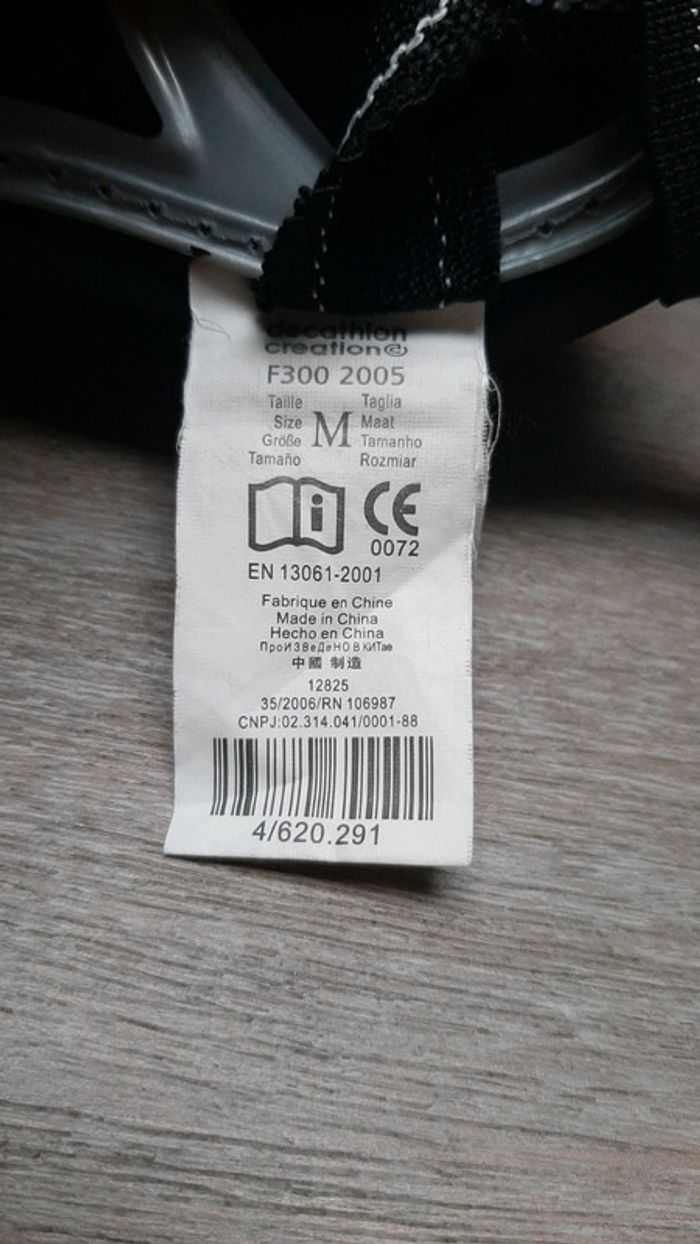 decathlon
creation
F300 2005
Taille Taglia
Size M Maat
Größe Tamanho
Tamaño Rozmiar
i CE
0072
EN 13061-2001
Fabrique en Chine
Made in China
Hecho en China
ПроИЗВеДеНО В КИТае
中國 制造
12825
35/2006/RN 106987
CNPJ:02.314.041/0001-88
4/620.291